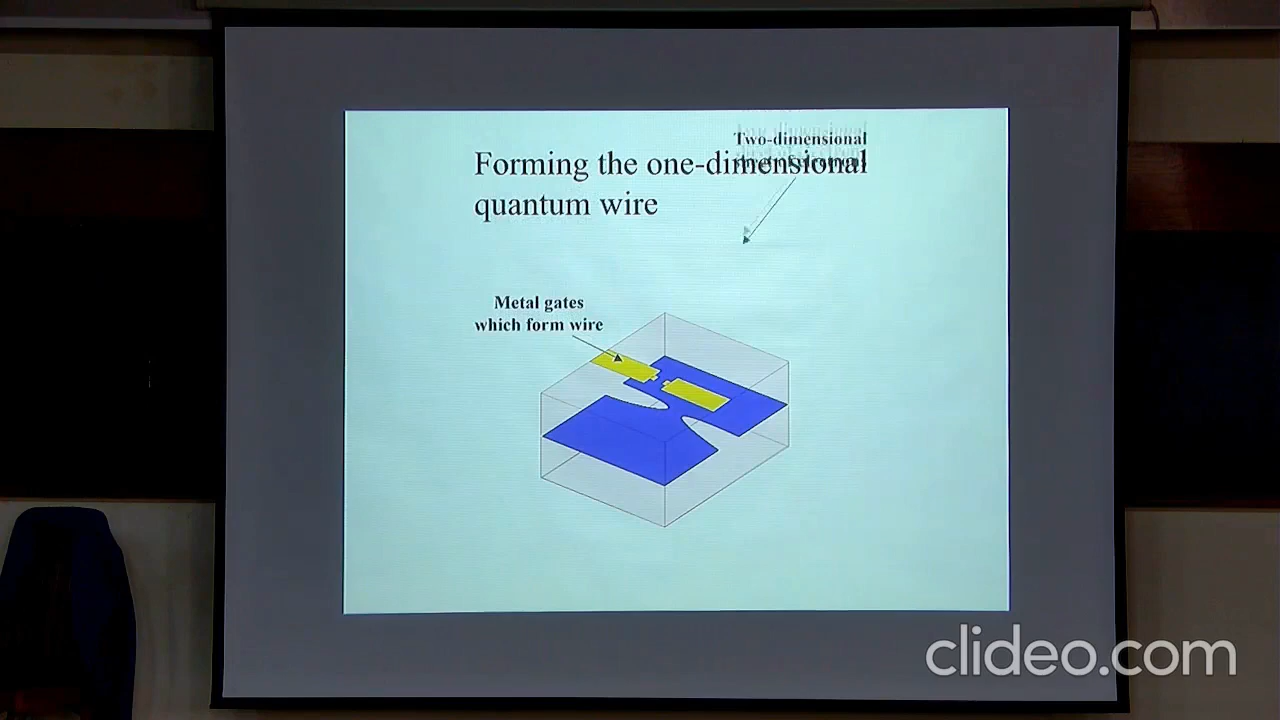 Two-dimensional
Forming the one-dimensional
quantum wire
Metal gates
which form wire
clideo.com